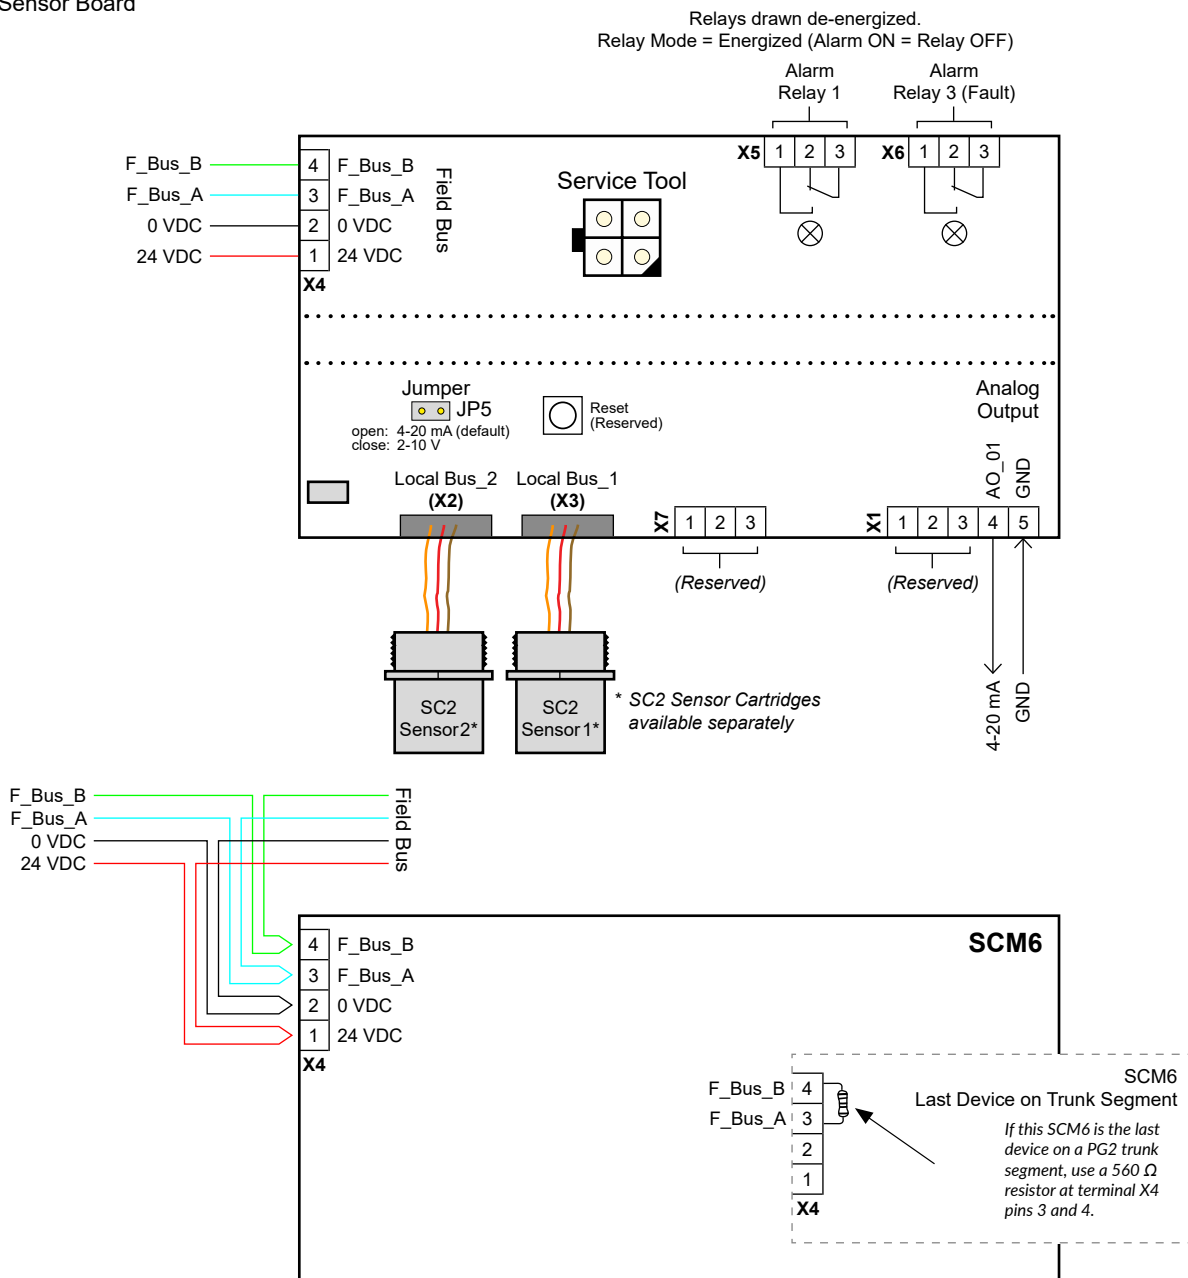 Sensor Board
Relays drawn de-energized.
Relay Mode = Energized (Alarm ON = Relay OFF)
Alarm
Relay 1
Alarm
Relay 3 (Fault)
X5 1 2 3
X6 1 2 3
F_Bus_B 4 F_Bus_B
F_Bus_A 3 F_Bus_A
0 VDC 2 0 VDC
24 VDC 1 24 VDC
X4
Field Bus
Service Tool
Jumper
JP5
open: 4-20 mA (default)
close: 2-10 V
Reset
(Reserved)
Analog
Output
AO_01
GND
Local Bus_2
(X2)
Local Bus_1
(X3)
X7 1 2 3
(Reserved)
X1 1 2 3 4 5
(Reserved)
4-20 mA
GND
SC2
Sensor2*
SC2
Sensor1*
* SC2 Sensor Cartridges
available separately
F_Bus_B
F_Bus_A
0 VDC
24 VDC
Field Bus
SCM6
4 F_Bus_B
3 F_Bus_A
2 0 VDC
1 24 VDC
X4
F_Bus_B 4
F_Bus_A 3
2
1
X4
SCM6
Last Device on Trunk Segment
If this SCM6 is the last
device on a PG2 trunk
segment, use a 560 Ω
resistor at terminal X4
pins 3 and 4.